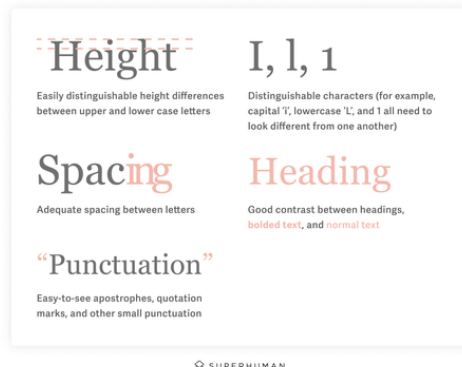 Height
Easily distinguishable height differences
between upper and lower case letters
I, l, 1
Distinguishable characters (for example,
capital ‘i’, lowercase ‘L’, and 1 all need to
look different from one another)
Spacing
Adequate spacing between letters
Heading
Good contrast between headings,
bolded text, and normal text
“Punctuation”
Easy-to-see apostrophes, quotation
marks, and other small punctuation
SUPERHUMAN